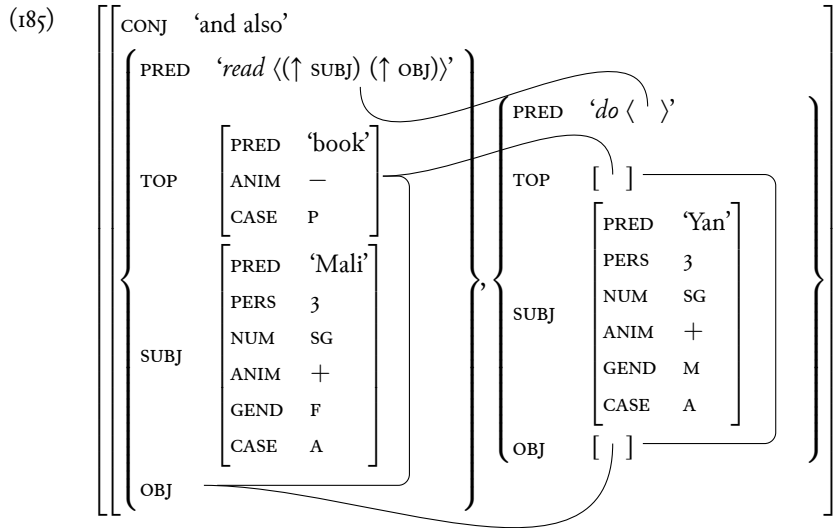 (185)
CONJ ‘and also’
PRED ‘read ⟨(↑ SUBJ) (↑ OBJ)⟩’
TOP
PRED ‘book’
ANIM −
CASE P
SUBJ
PRED ‘Mali’
PERS 3
NUM SG
ANIM +
GEND F
CASE A
OBJ
,
PRED ‘do ⟨ ⟩’
TOP [ ]
SUBJ
PRED ‘Yan’
PERS 3
NUM SG
ANIM +
GEND M
CASE A
OBJ [ ]